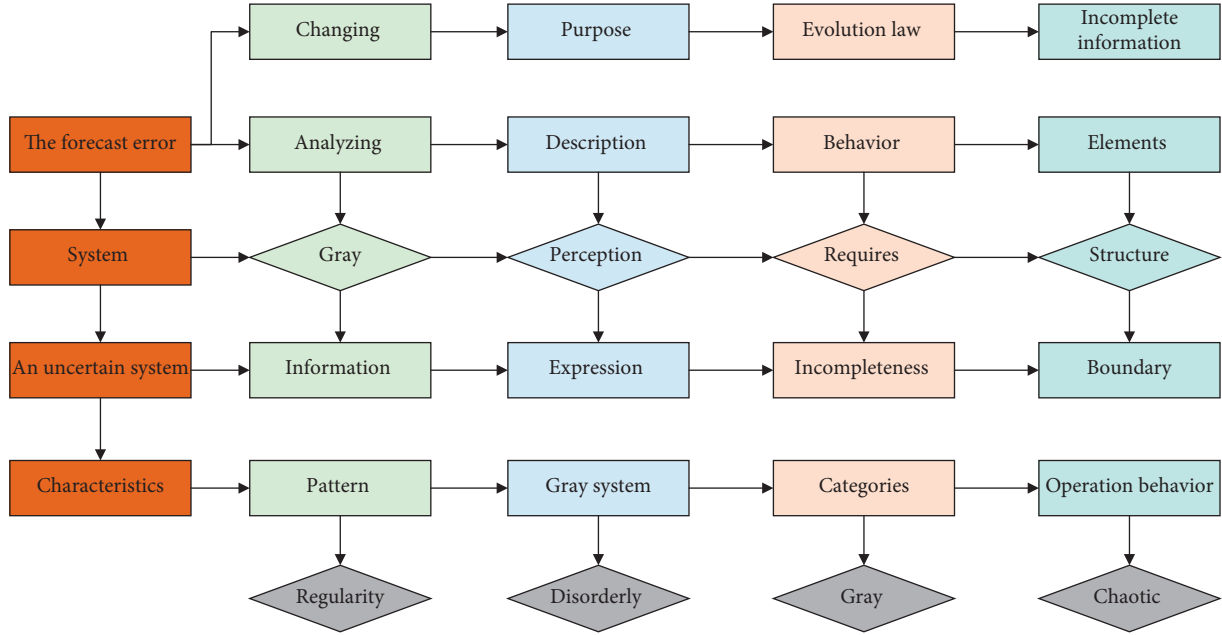 Changing
Purpose
Evolution law
Incomplete
information
The forecast error
Analyzing
Description
Behavior
Elements
System
Gray
Perception
Requires
Structure
An uncertain system
Information
Expression
Incompleteness
Boundary
Characteristics
Pattern
Gray system
Categories
Operation behavior
Regularity
Disorderly
Gray
Chaotic